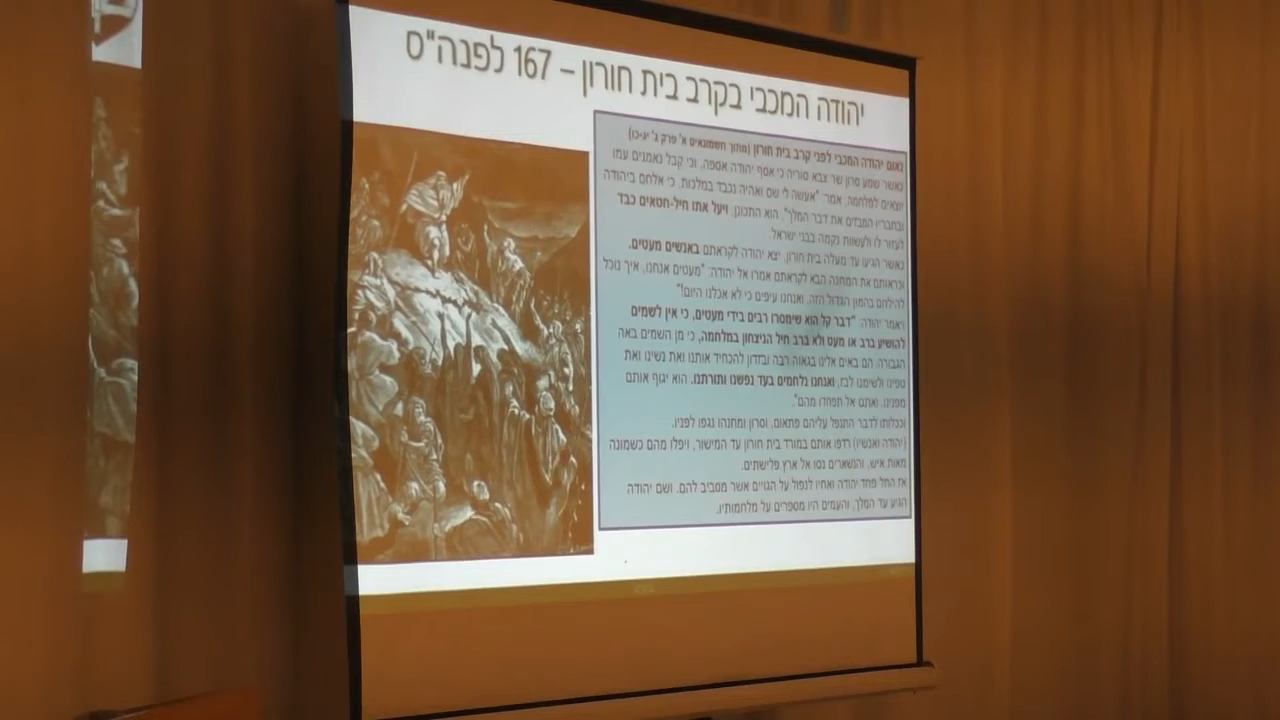 יהודה המכבי בקרב בית חורון – 167 לפנה"ס
נאום יהודה המכבי לפני קרב בית חורון (מתוך חשמונאים א' פרק ג' יג-כו)
כאשר שמע סרון שר צבא סוריה כי אסף יהודה אספה, וכי קבל נאמנים עמו
יוצאים למלחמה, אמר: "אעשה לי שם ואהיה נכבד במלכות, כי אלחם ביהודה
ובחבריו המבזים את דבר המלך". הוא התכונן, ויעל אתו חיל-חטאים כבד
לעזור לו ולעשות נקמה בבני ישראל.
כאשר הגיעו עד מעלה בית חורון, יצא יהודה לקראתם באנשים מעטים.
וכראותם את המחנה הבא לקראתם אמרו אל יהודה: "מעטים אנחנו, איך נוכל
להילחם בהמון הגדול הזה, ואנחנו עיפים כי לא אכלנו היום!"
ויאמר יהודה: "דבר קל הוא שימסרו רבים בידי מעטים, כי אין לשמים
להושיע ברב או מעט ולא ברב חיל הניצחון במלחמה, כי מן השמים באה
הגבורה. הם באים אלינו בגאוה רבה ובזדון להכחיד אותנו ואת נשינו ואת
טפינו ולשימנו לבז, ואנחנו נלחמים בעד נפשנו ותורתנו. הוא יגוף אותם
מפנינו, ואתם אל תפחדו מהם".
וככלותו לדבר התנפל עליהם פתאום, וסרון ומחנהו נגפו לפניו.
(יהודה ואנשיו) רדפו אותם במורד בית חורון עד המישור, ויפלו מהם כשמונה
מאות איש, והנשארים נסו אל ארץ פלישתים.
אז החל פחד יהודה ואחיו לנפול על הגויים אשר מסביב להם. ושם יהודה
הגיע עד המלך, והעמים היו מספרים על מלחמותיו.